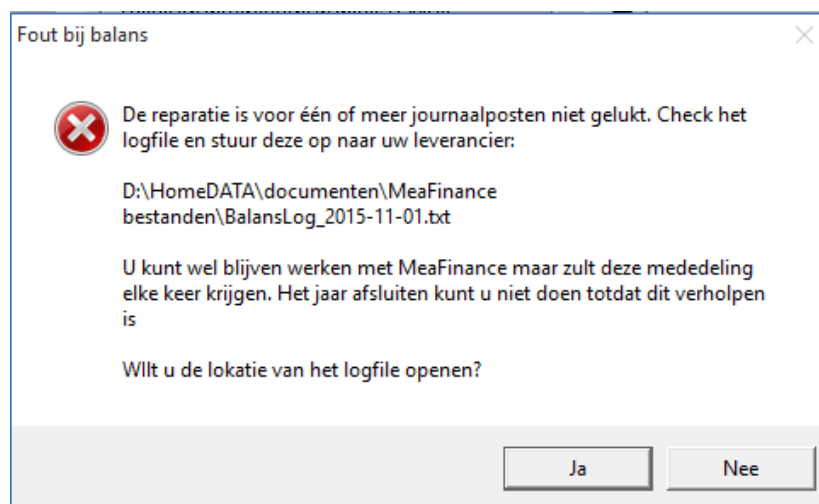 Fout bij balans
De reparatie is voor één of meer journaalposten niet gelukt. Check het
logfile en stuur deze op naar uw leverancier:
D:\HomeDATA\documenten\MeaFinance
bestanden\BalansLog_2015-11-01.txt
U kunt wel blijven werken met MeaFinance maar zult deze mededeling
elke keer krijgen. Het jaar afsluiten kunt u niet doen totdat dit verholpen
is
WIlt u de lokatie van het logfile openen?
Ja
Nee